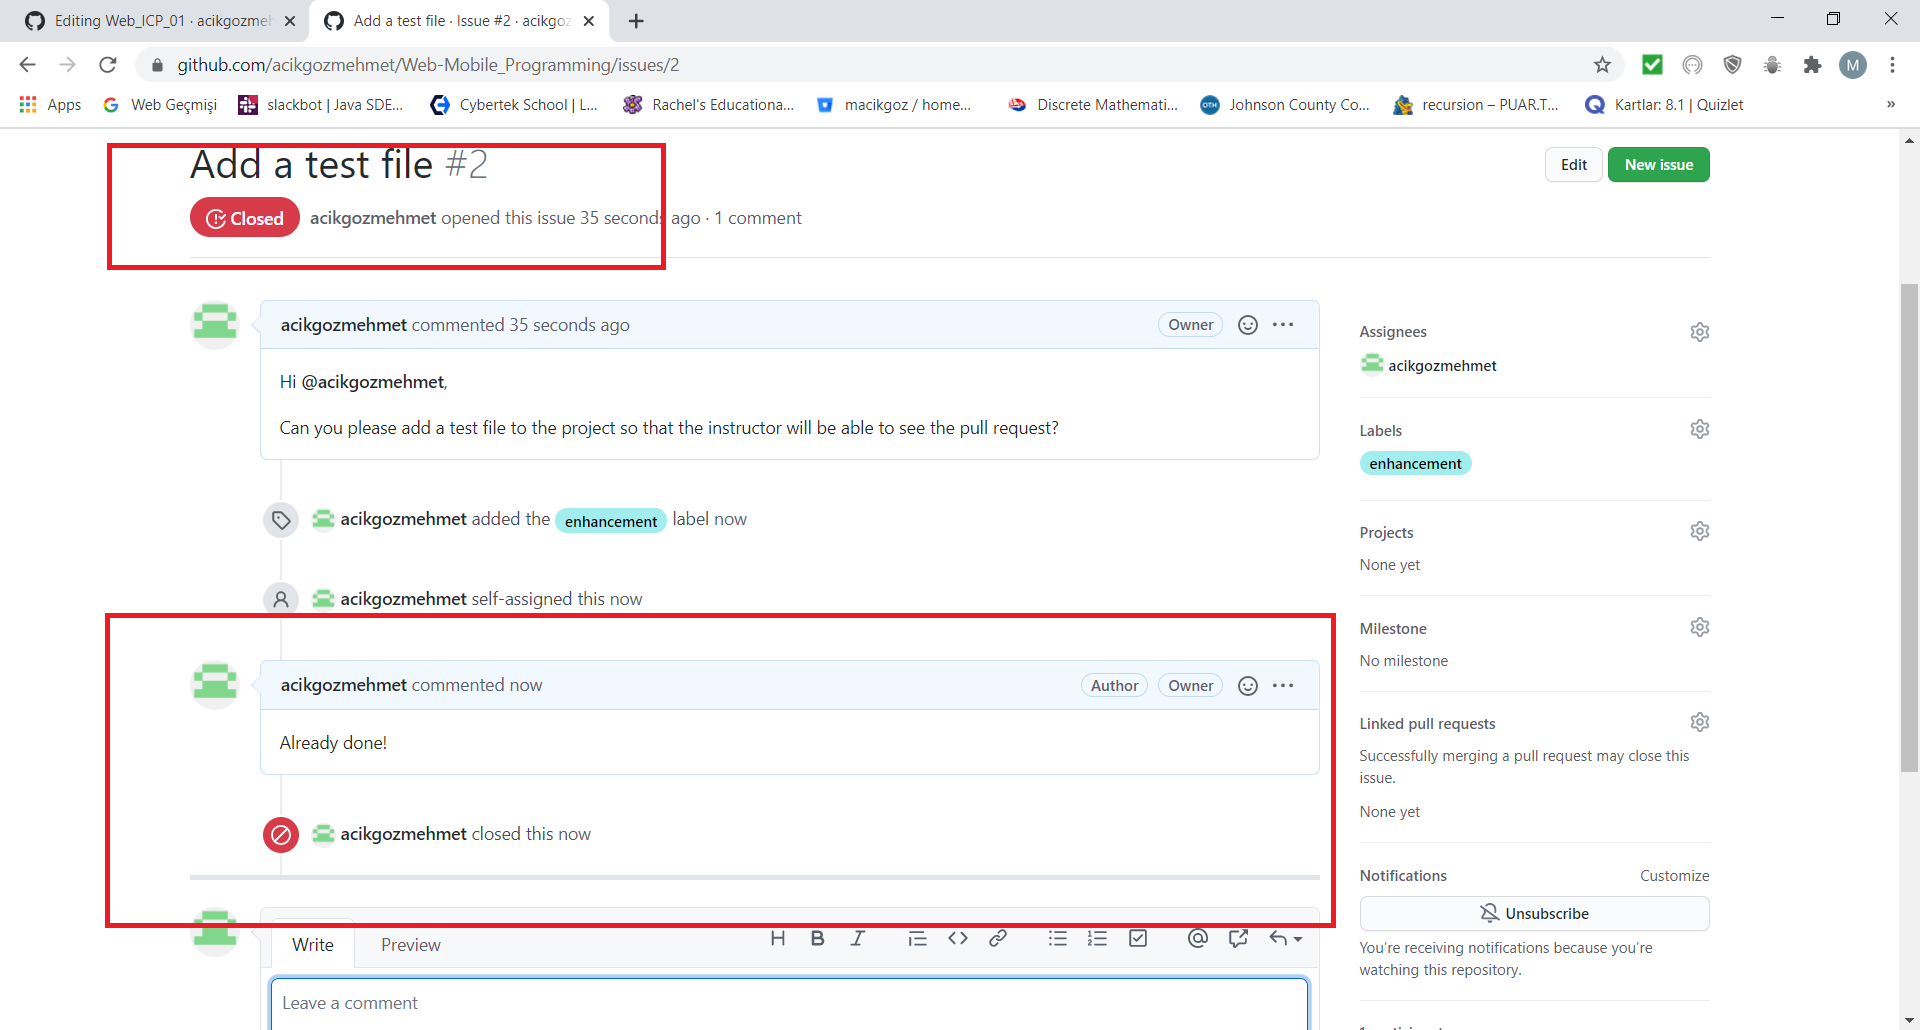 Editing Web_ICP_01 · acikgozmeh
Add a test file · Issue #2 · acikgoz
github.com/acikgozmehmet/Web-Mobile_Programming/issues/2
M
Apps
Web Geçmişi
slackbot | Java SDE...
Cybertek School | L...
Rachel's Educationa...
macikgoz / home...
Discrete Mathemati...
OTH
Johnson County Co...
recursion – PUAR.T...
Kartlar: 8.1 | Quizlet
»
Add a test file #2
Edit
New issue
Closed
acikgozmehmet opened this issue 35 seconds ago · 1 comment
acikgozmehmet commented 35 seconds ago
Owner
Hi @acikgozmehmet,
Can you please add a test file to the project so that the instructor will be able to see the pull request?
acikgozmehmet added the enhancement label now
acikgozmehmet self-assigned this now
acikgozmehmet commented now
Author
Owner
Already done!
acikgozmehmet closed this now
Write
Preview
Leave a comment
Assignees
acikgozmehmet
Labels
enhancement
Projects
None yet
Milestone
No milestone
Linked pull requests
Successfully merging a pull request may close this
issue.
None yet
Notifications
Customize
Unsubscribe
You're receiving notifications because you're
watching this repository.